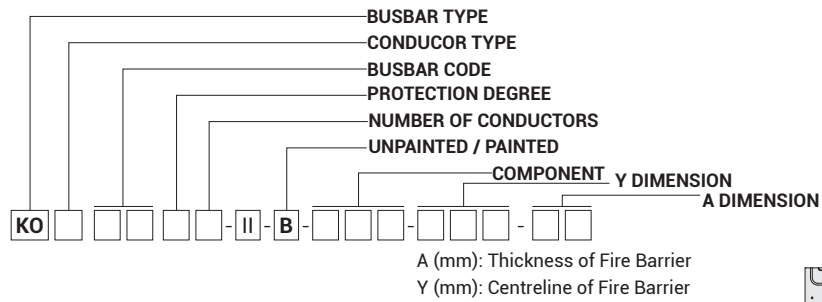 BUSBAR TYPE
CONDUCOR TYPE
BUSBAR CODE
PROTECTION DEGREE
NUMBER OF CONDUCTORS
UNPAINTED / PAINTED
COMPONENT
Y DIMENSION
A DIMENSION
KO - II - B - - -
A (mm): Thickness of Fire Barrier
Y (mm): Centreline of Fire Barrier